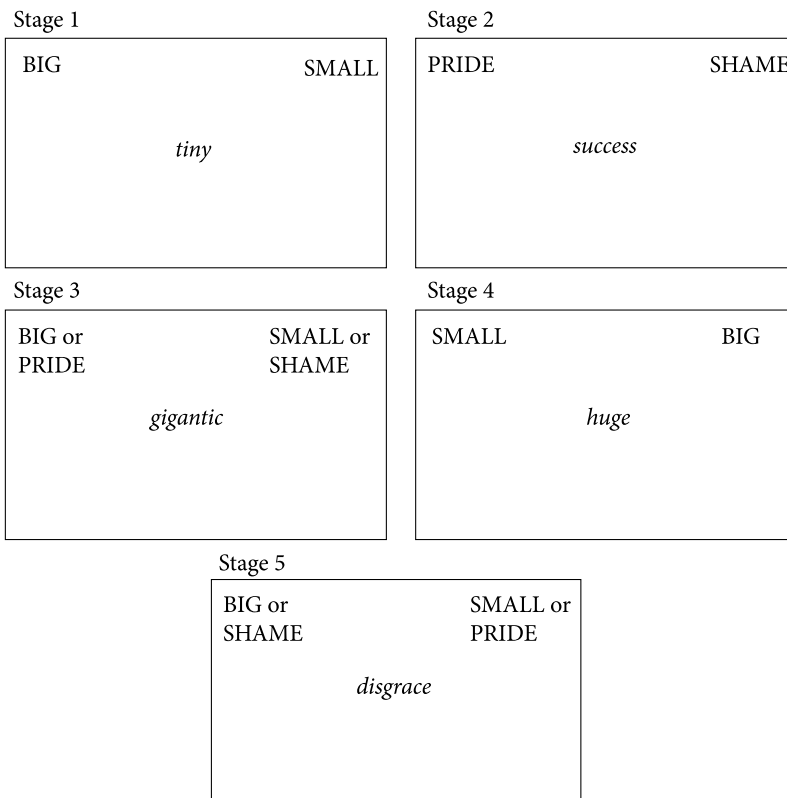 Stage 1
BIG
SMALL
tiny
Stage 2
PRIDE
SHAME
success
Stage 3
BIG or
PRIDE
SMALL or
SHAME
gigantic
Stage 4
SMALL
BIG
huge
Stage 5
BIG or
SHAME
SMALL or
PRIDE
disgrace